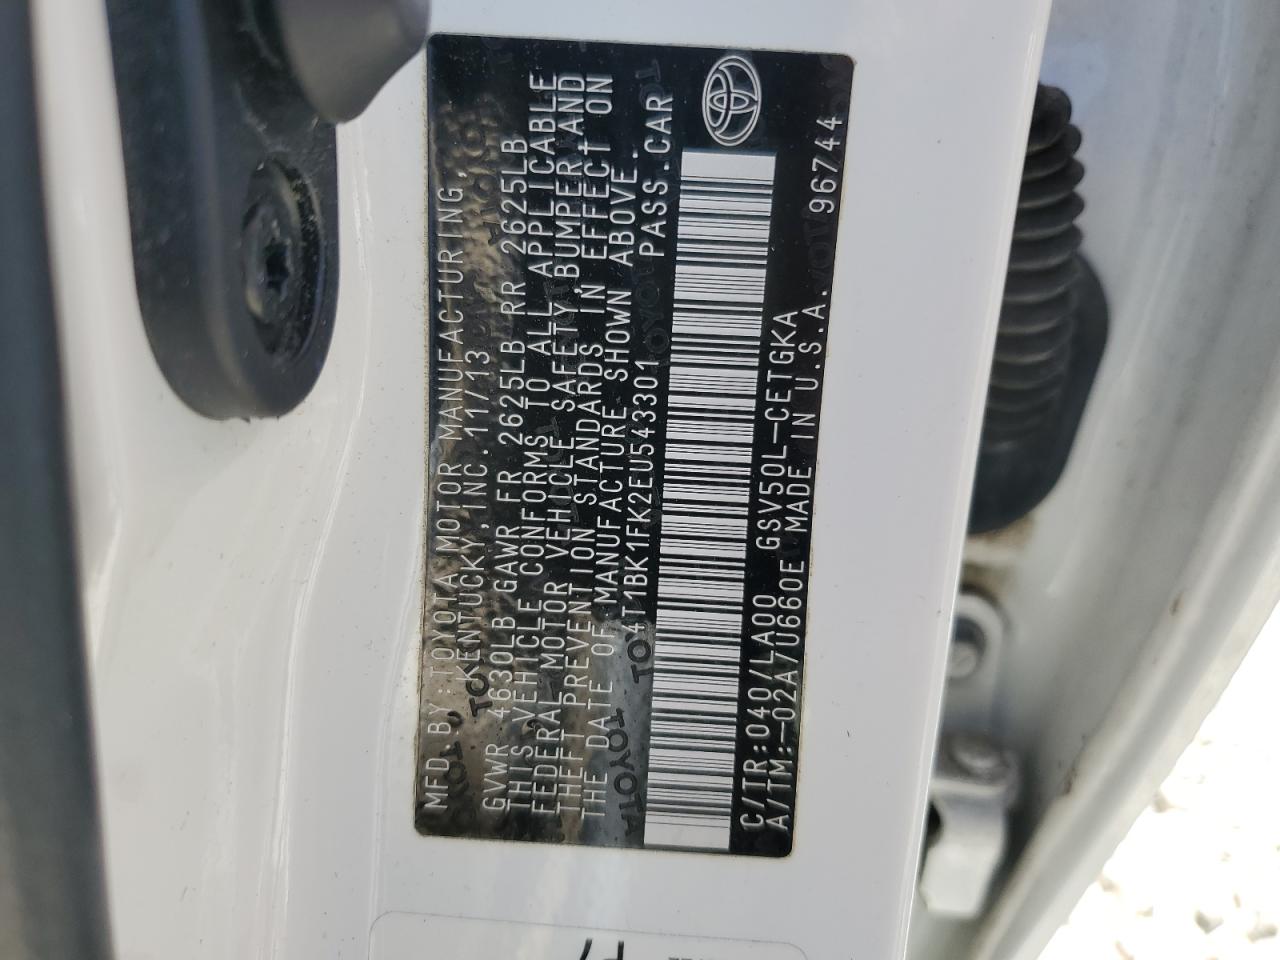 MFD.BY:TOYOTA MOTOR MANUFACTURING,
KENTUCKY,INC. 11/13
GVWR 4630LB GAWR FR 2625LB RR 2625LB
THIS VEHICLE CONFORMS TO ALL APPLICABLE
FEDERAL MOTOR VEHICLE SAFETY,BUMPER AND
THEFT PREVENTION STANDARDS IN EFFECT ON
THE DATE OF MANUFACTURE SHOWN ABOVE.
4T1BK1FK2EU543301 PASS.CAR
C/TR:040/LA00 GSV50L-CETGKA
A/TM:-02A/U660E MADE IN U.S.A. 96744